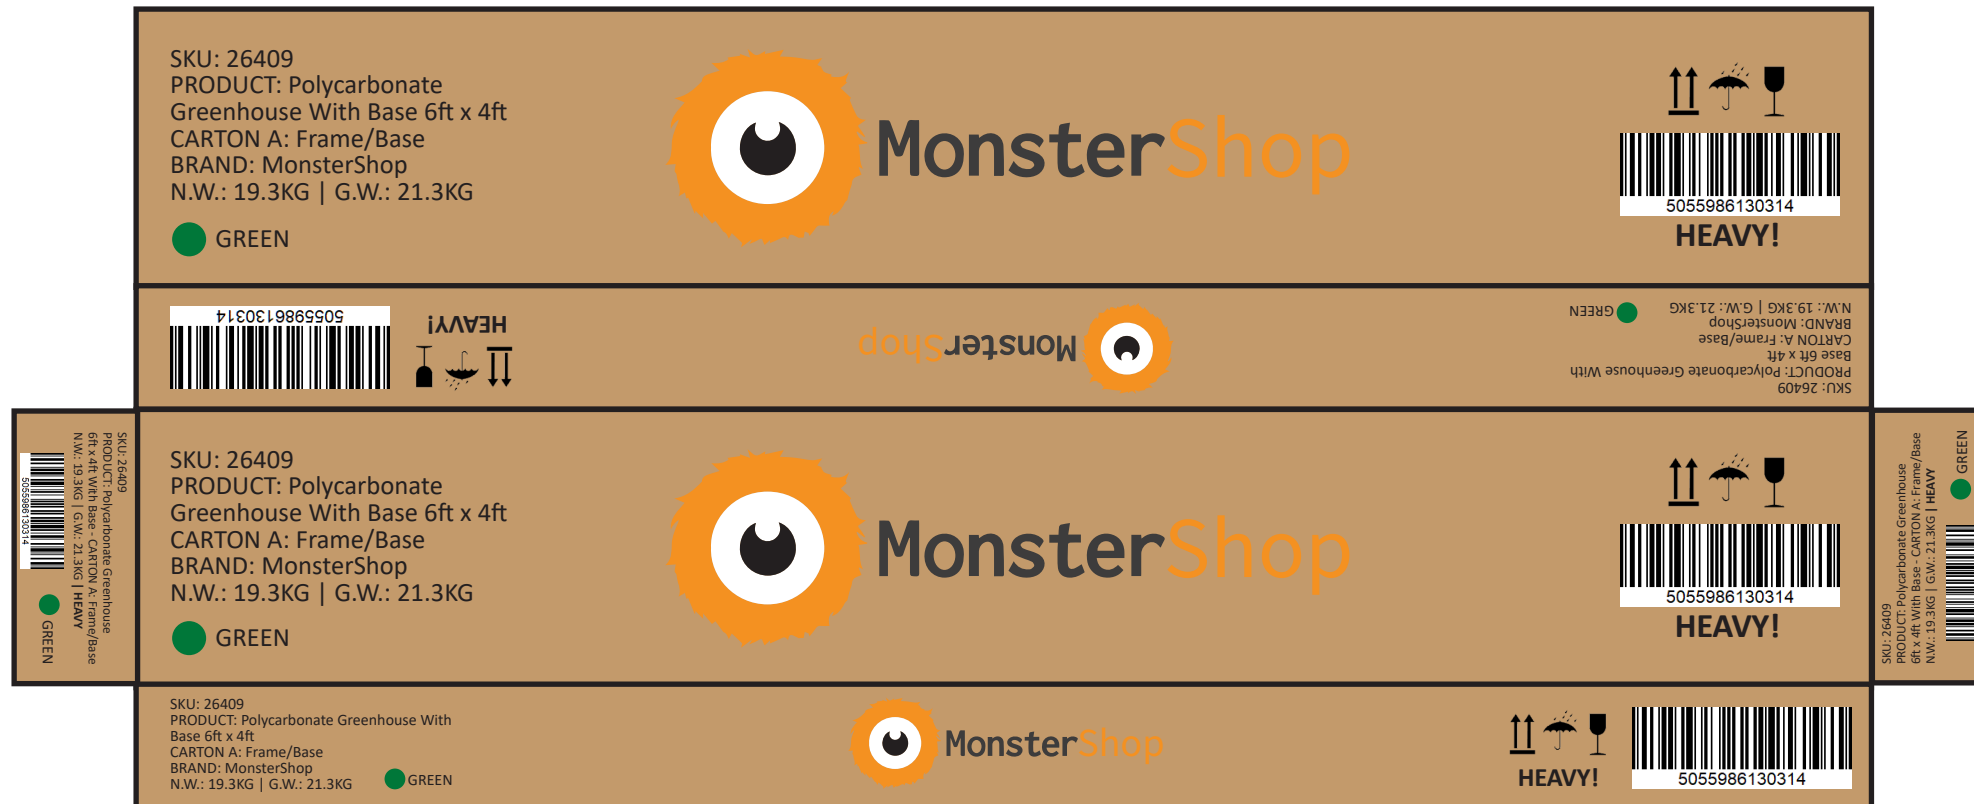 SKU: 26409
PRODUCT: Polycarbonate
Greenhouse With Base 6ft x 4ft
CARTON A: Frame/Base
BRAND: MonsterShop
N.W.: 19.3KG | G.W.: 21.3KG
GREEN
MonsterShop
5055986130314
HEAVY!
SKU: 26409
PRODUCT: Polycarbonate Greenhouse With
Base 6ft x 4ft
CARTON A: Frame/Base
BRAND: MonsterShop
N.W.: 19.3KG | G.W.: 21.3KG
GREEN
MonsterShop
HEAVY!
5055986130314
SKU: 26409
PRODUCT: Polycarbonate Greenhouse
6ft x 4ft With Base - CARTON A: Frame/Base
N.W.: 19.3KG | G.W.: 21.3KG | HEAVY
5055986130314
GREEN
SKU: 26409
PRODUCT: Polycarbonate
Greenhouse With Base 6ft x 4ft
CARTON A: Frame/Base
BRAND: MonsterShop
N.W.: 19.3KG | G.W.: 21.3KG
GREEN
MonsterShop
5055986130314
HEAVY!
SKU: 26409
PRODUCT: Polycarbonate Greenhouse
6ft x 4ft With Base - CARTON A: Frame/Base
N.W.: 19.3KG | G.W.: 21.3KG | HEAVY
GREEN
SKU: 26409
PRODUCT: Polycarbonate Greenhouse With
Base 6ft x 4ft
CARTON A: Frame/Base
BRAND: MonsterShop
N.W.: 19.3KG | G.W.: 21.3KG
GREEN
MonsterShop
HEAVY!
5055986130314